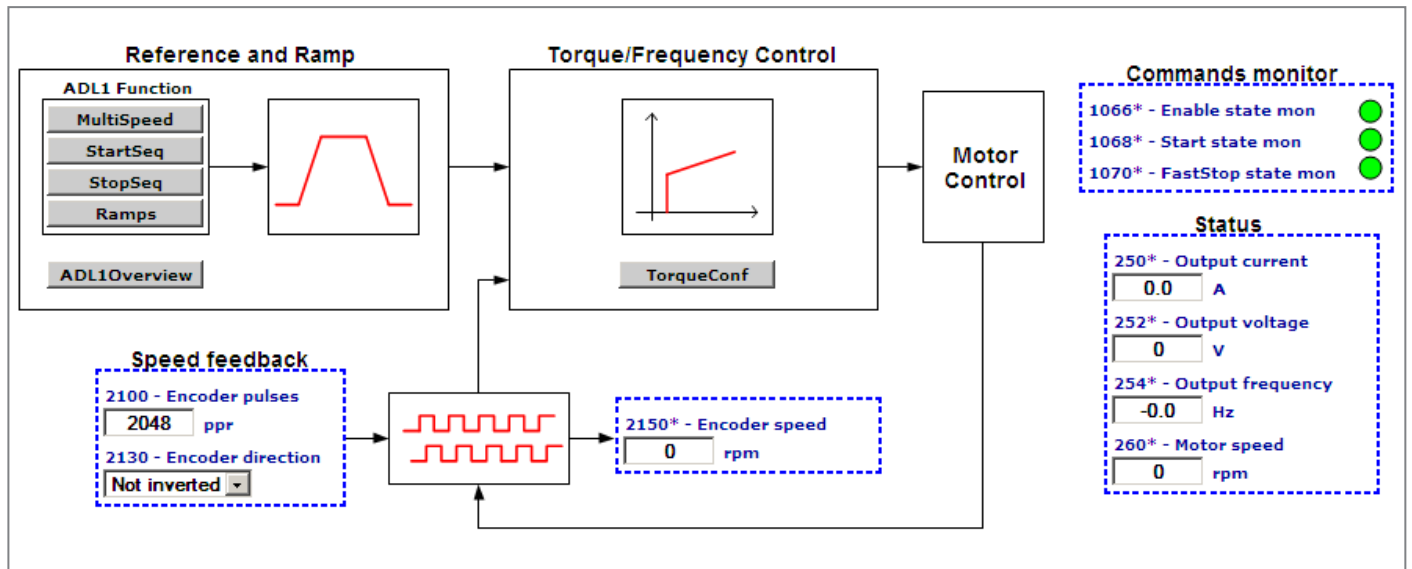 Reference and Ramp
ADL1 Function
MultiSpeed
StartSeq
StopSeq
Ramps
ADL1Overview
Torque/Frequency Control
TorqueConf
Motor
Control
Commands monitor
1066* - Enable state mon
1068* - Start state mon
1070* - FastStop state mon
Status
250* - Output current
0.0 A
252* - Output voltage
0 V
254* - Output frequency
-0.0 Hz
260* - Motor speed
0 rpm
Speed feedback
2100 - Encoder pulses
2048 ppr
2130 - Encoder direction
Not inverted
2150* - Encoder speed
0 rpm